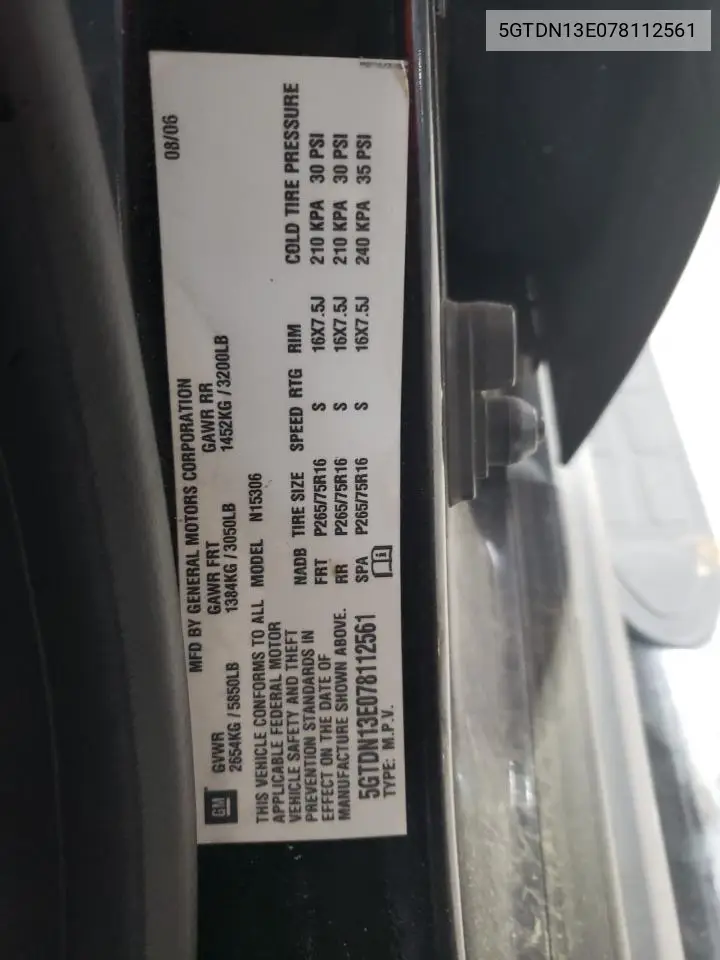 5GTDN13E078112561
08/06
MFD BY GENERAL MOTORS CORPORATION
GVWR GAWR FRT GAWR RR
2654KG / 5850LB 1384KG / 3050LB 1452KG / 3200LB
GM
THIS VEHICLE CONFORMS TO ALL
APPLICABLE FEDERAL MOTOR
VEHICLE SAFETY AND THEFT
PREVENTION STANDARDS IN
EFFECT ON THE DATE OF
MANUFACTURE SHOWN ABOVE.
5GTDN13E078112561
TYPE: M.P.V.
MODEL N15306
NADB TIRE SIZE SPEED RTG RIM COLD TIRE PRESSURE
FRT P265/75R16 S 16X7.5J 210 KPA 30 PSI
RR P265/75R16 S 16X7.5J 210 KPA 30 PSI
SPA P265/75R16 S 16X7.5J 240 KPA 35 PSI